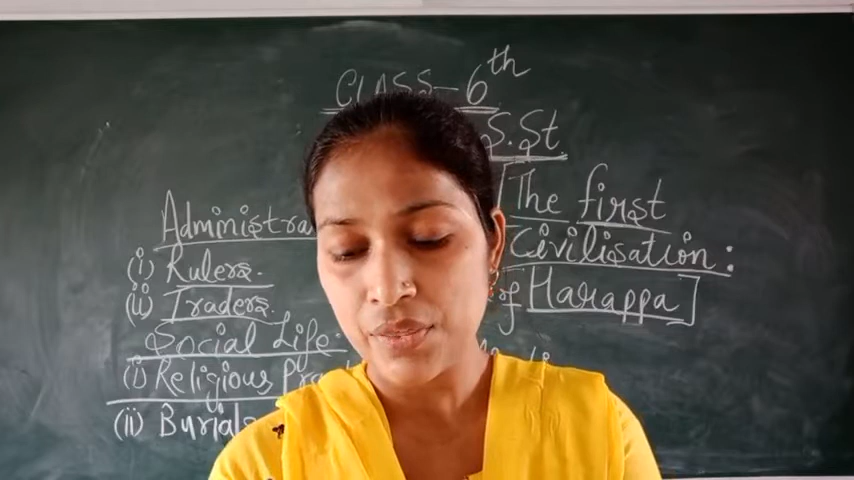 CLASS-6th
S.St
The first
Civilisation:
of Harappa]
Administra
(i) Rulers.
(ii) Traders.
Social Life
(i) Religious
(ii) Burials